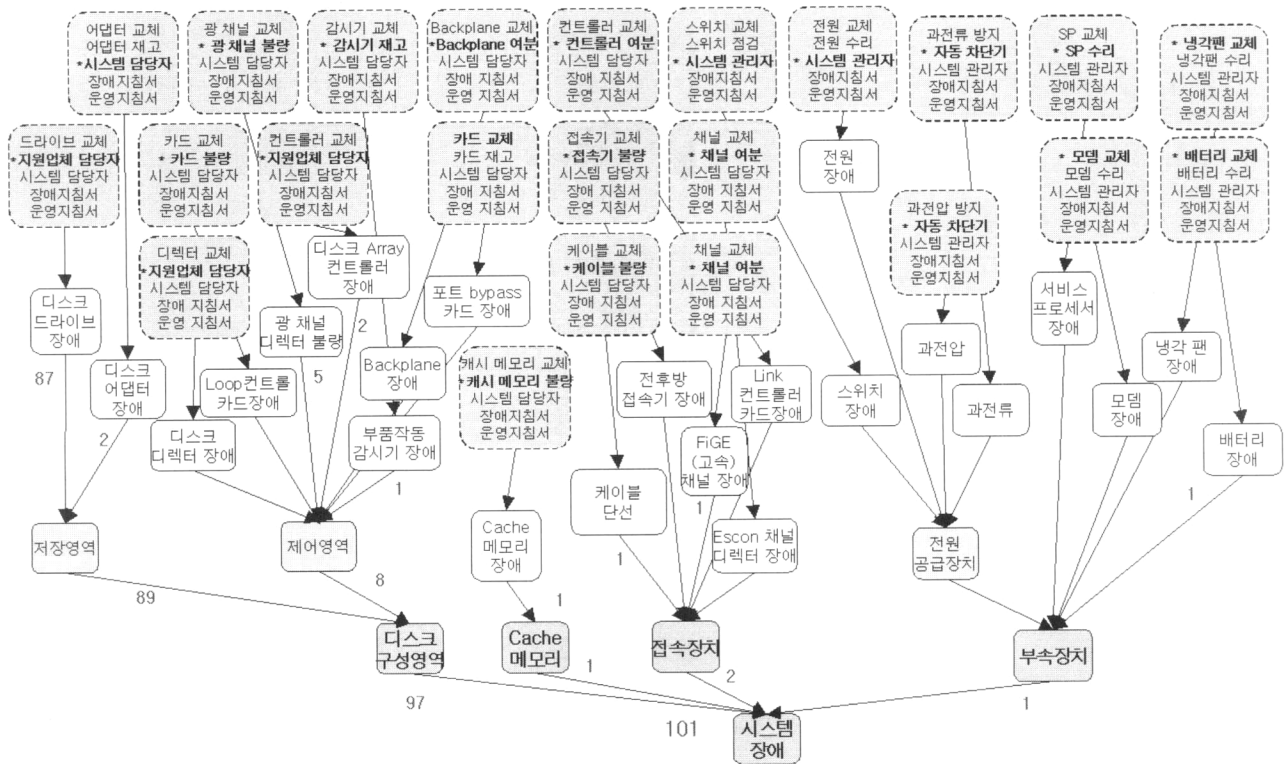 어댑터 교체
어댑터 재고
*시스템 담당자
장애지침서
운영지침서
광 채널 교체
* 광 채널 불량
시스템 담당자
장애지침서
운영지침서
감시기 교체
* 감시기 재고
시스템 담당자
장애지침서
운영지침서
Backplane 교체
*Backplane 여분
시스템 담당자
장애 지침서
운영 지침서
컨트롤러 교체
* 컨트롤러 여분
시스템 담당자
장애지침서
운영지침서
스위치 교체
스위치 점검
* 시스템 관리자
장애지침서
운영지침서
전원 교체
전원 수리
* 시스템 관리자
장애지침서
운영지침서
과전류 방지
* 자동 차단기
시스템 관리자
장애지침서
운영지침서
SP 교체
* SP 수리
시스템 관리자
장애지침서
운영지침서
* 냉각팬 교체
냉각팬 수리
시스템 관리자
장애지침서
운영지침서
드라이브 교체
*지원업체 담당자
시스템 담당자
장애지침서
운영지침서
카드 교체
* 카드 불량
시스템 담당자
장애지침서
운영지침서
컨트롤러 교체
*지원업체 담당자
시스템 담당자
장애지침서
운영지침서
카드 교체
카드 재고
시스템 담당자
장애 지침서
운영 지침서
접속기 교체
*접속기 불량
시스템 담당자
장애 지침서
운영지침서
채널 교체
* 채널 여분
시스템 담당자
장애 지침서
운영지침서
전원
장애
* 모뎀 교체
모뎀 수리
시스템 관리자
장애지침서
운영지침서
* 배터리 교체
배터리 수리
시스템 관리자
장애지침서
운영지침서
과전압 방지
* 자동 차단기
시스템 관리자
장애지침서
운영지침서
디렉터 교체
*지원업체 담당자
시스템 담당자
장애 지침서
운영 지침서
디스크 Array
컨트롤러
장애
케이블 교체
*케이블 불량
시스템 담당자
장애 지침서
운영 지침서
채널 교체
* 채널 여분
시스템 담당자
장애 지침서
운영지침서
디스크
드라이브
장애
87
광 채널
디렉터 불량
5
2
포트 bypass
카드 장애
서비스
프로세서
장애
Backplane
장애
과전압
냉각 팬
장애
디스크
어댑터
장애
2
Loop컨트롤
카드장애
캐시 메모리 교체
*캐시 메모리 불량
시스템 담당자
장애지침서
운영지침서
전후방
접속기 장애
Link
컨트롤러
카드장애
스위치
장애
과전류
모뎀
장애
디스크
디렉터 장애
부품작동
감시기 장애
1
FiGE
(고속)
채널 장애
1
배터리
장애
1
케이블
단선
1
저장영역
제어영역
Cache
메모리
장애
1
Escon 채널
디렉터 장애
전원
공급장치
89
8
디스크
구성영역
97
Cache
메모리
1
접속장치
2
부속장치
1
101
시스템
장애